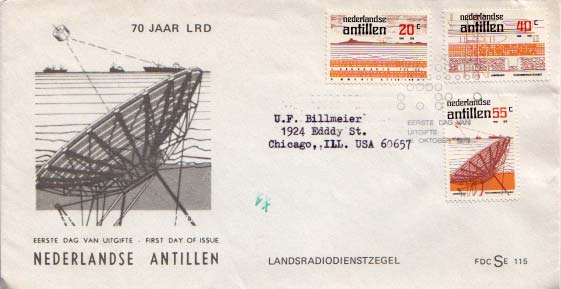 70 JAAR LRD
nederlandse
antillen 20c
nederlandse
antillen 40c
nederlandse
antillen 55c
EERSTE DAG VAN
UITGIFTE
OKTOBER
U.F. Billmeier
1924 Edddy St.
Chicago, ILL. USA 60657
EERSTE DAG VAN UITGIFTE - FIRST DAY OF ISSUE
NEDERLANDSE ANTILLEN
LANDSRADIODIENSTZEGEL
FDC SE 115